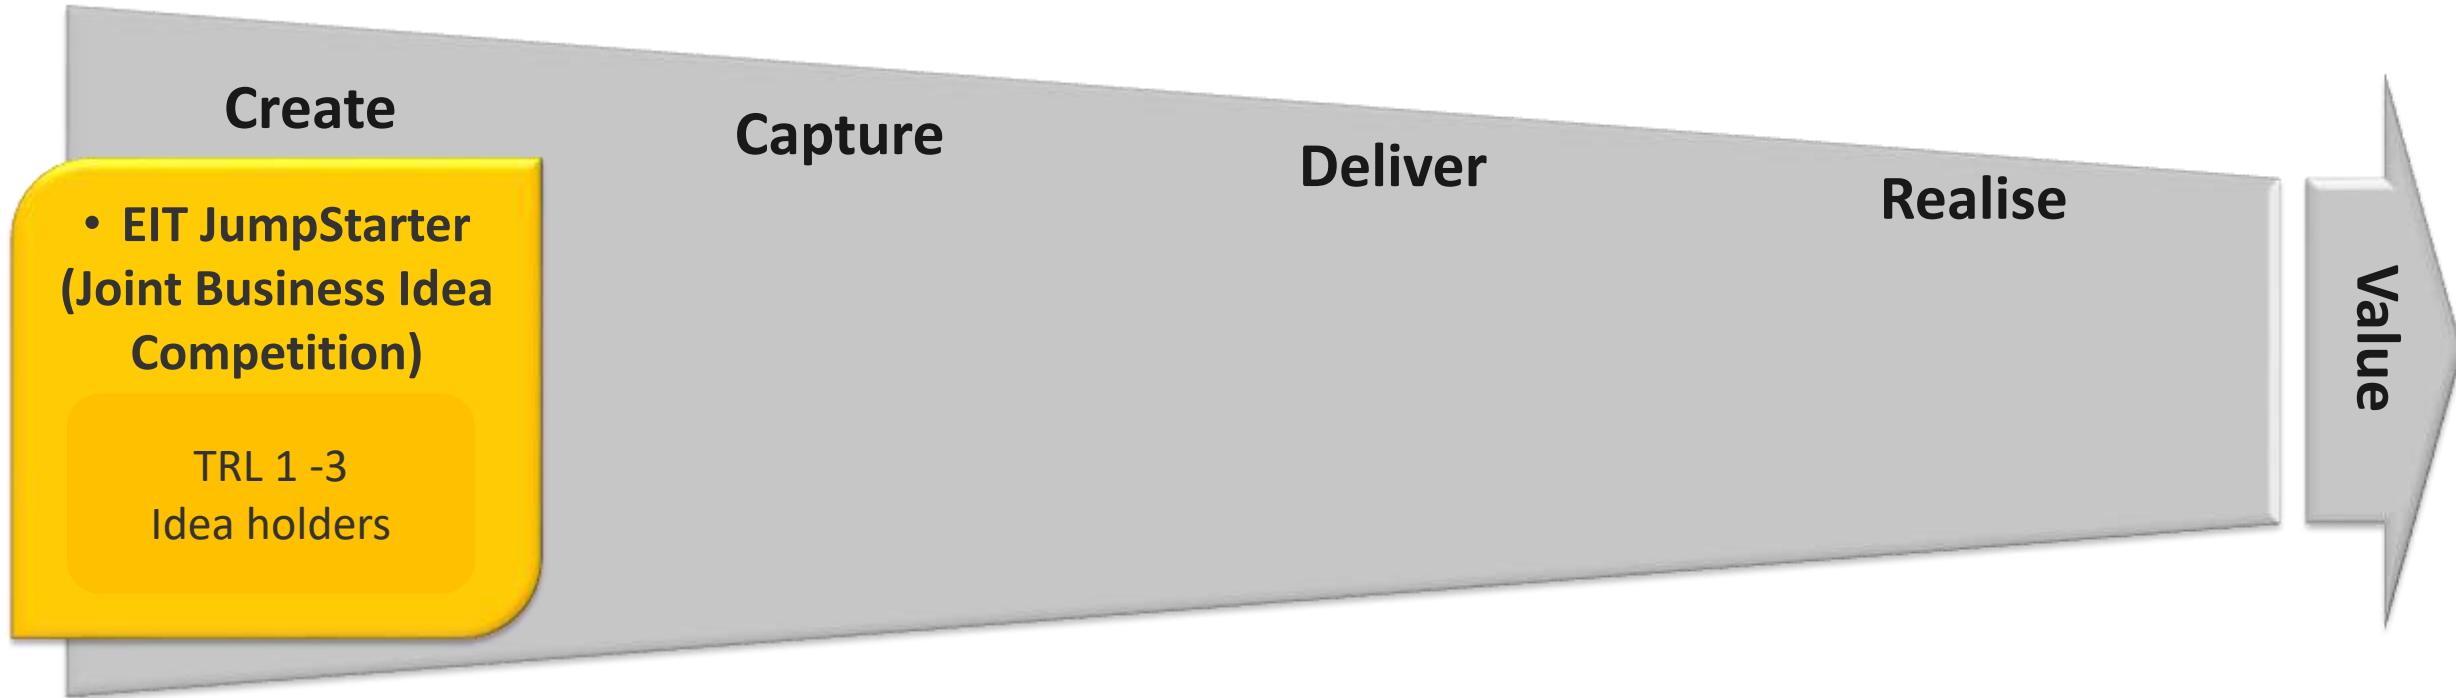 Create
Capture
Deliver
Realise
• EIT JumpStarter
(Joint Business Idea
Competition)
TRL 1 -3
Idea holders
Value